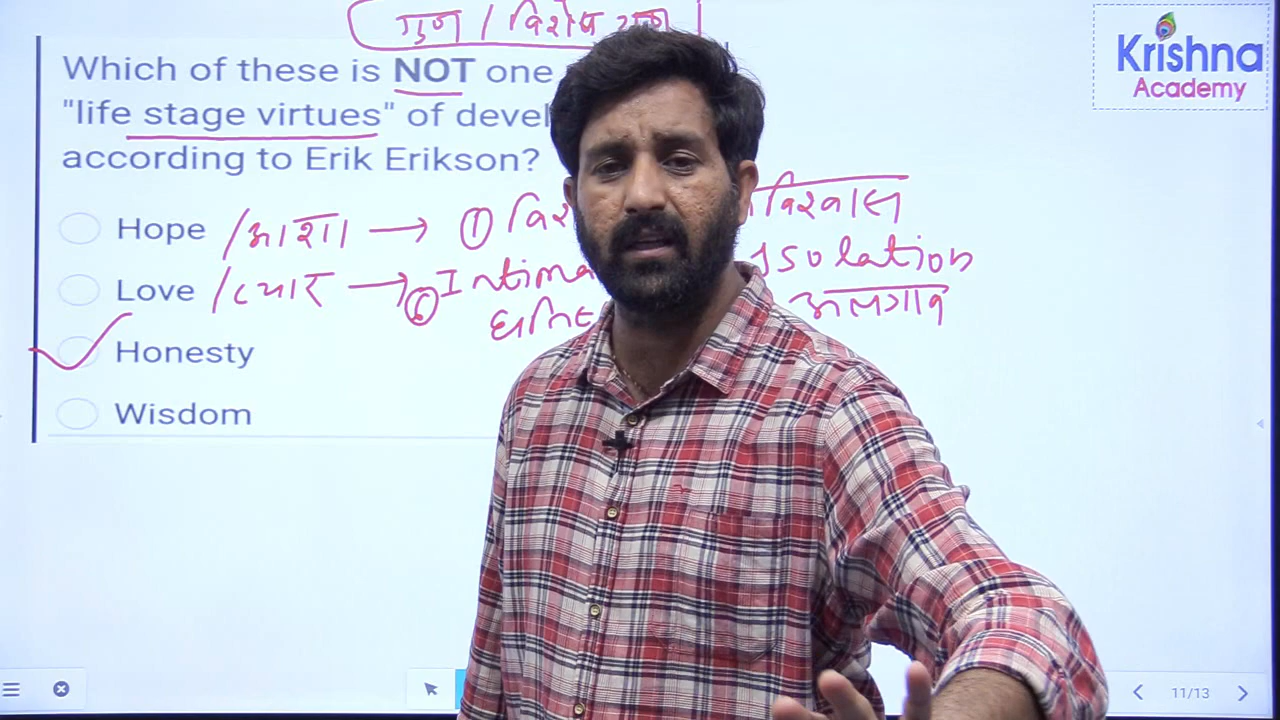 गुण / विशेष
Krishna
Academy
Which of these is NOT one
"life stage virtues" of devel
according to Erik Erikson?
Hope /आशा → ①
Love /प्यार → ⑥ Intima Isolation
अलगाव
Honesty
Wisdom
11/13